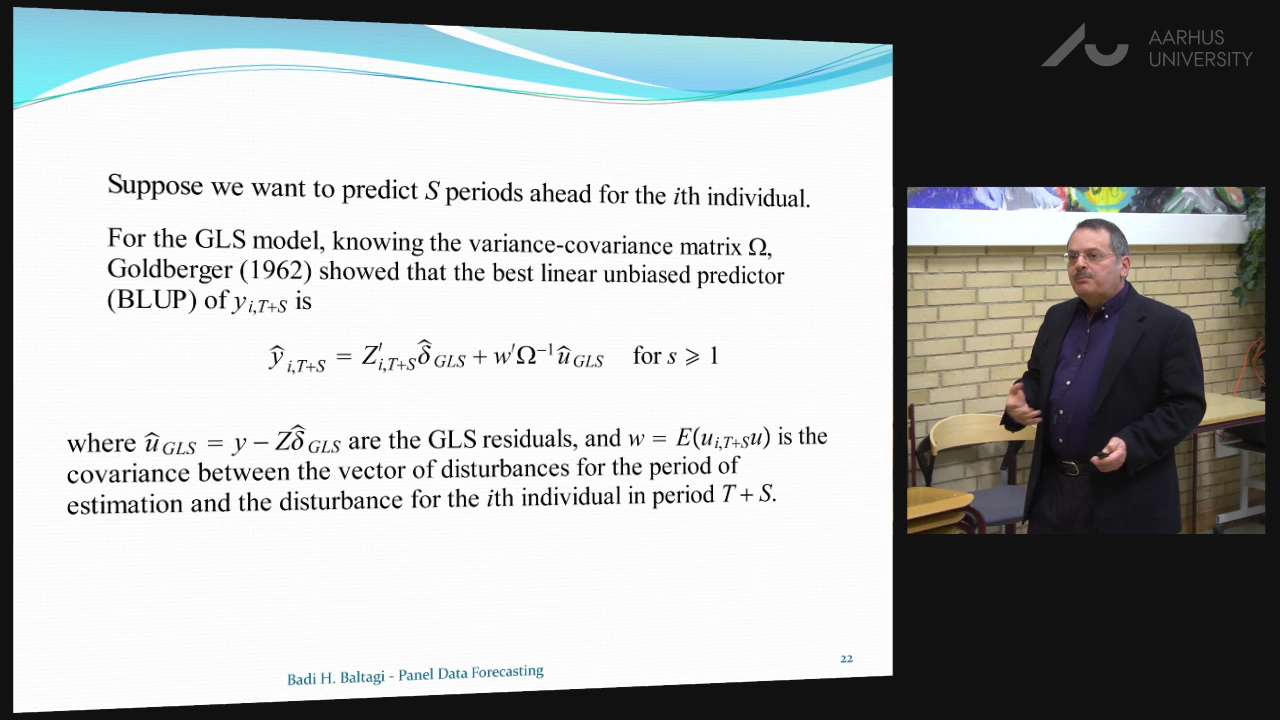 AARHUS
UNIVERSITY
Suppose we want to predict S periods ahead for the ith individual.
For the GLS model, knowing the variance-covariance matrix Ω,
Goldberger (1962) showed that the best linear unbiased predictor
(BLUP) of y_{i,T+S} is
ŷ_{i,T+S} = Z′_{i,T+S}δ̂_{GLS} + w′Ω⁻¹û_{GLS} for s ⩾ 1
where û_{GLS} = y − Zδ̂_{GLS} are the GLS residuals, and w = E(u_{i,T+S}u) is the
covariance between the vector of disturbances for the period of
estimation and the disturbance for the ith individual in period T + S.
Badi H. Baltagi - Panel Data Forecasting
22